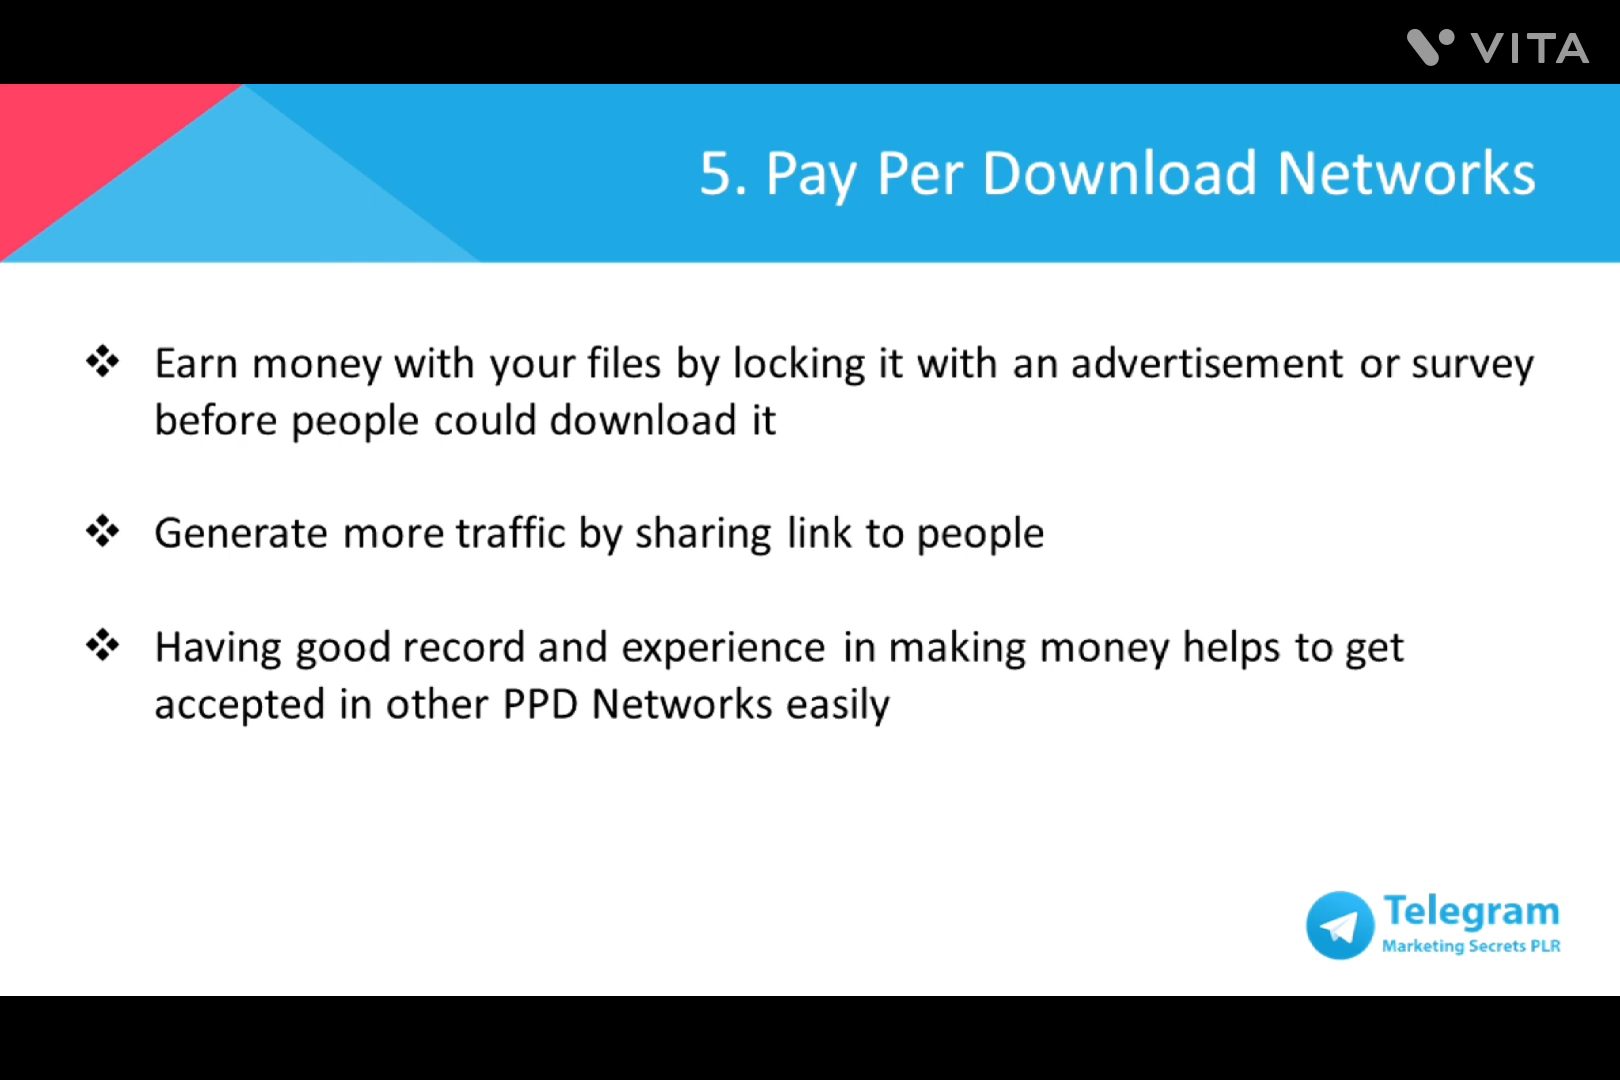 VITA
5. Pay Per Download Networks
Earn money with your files by locking it with an advertisement or survey
before people could download it
Generate more traffic by sharing link to people
Having good record and experience in making money helps to get
accepted in other PPD Networks easily
Telegram
Marketing Secrets PLR